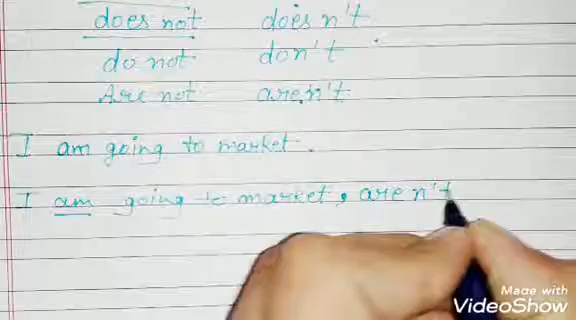 does not does n't
do not don't
Are not aren't
I am going to market.
I am going to market, aren't
Made with
VideoShow